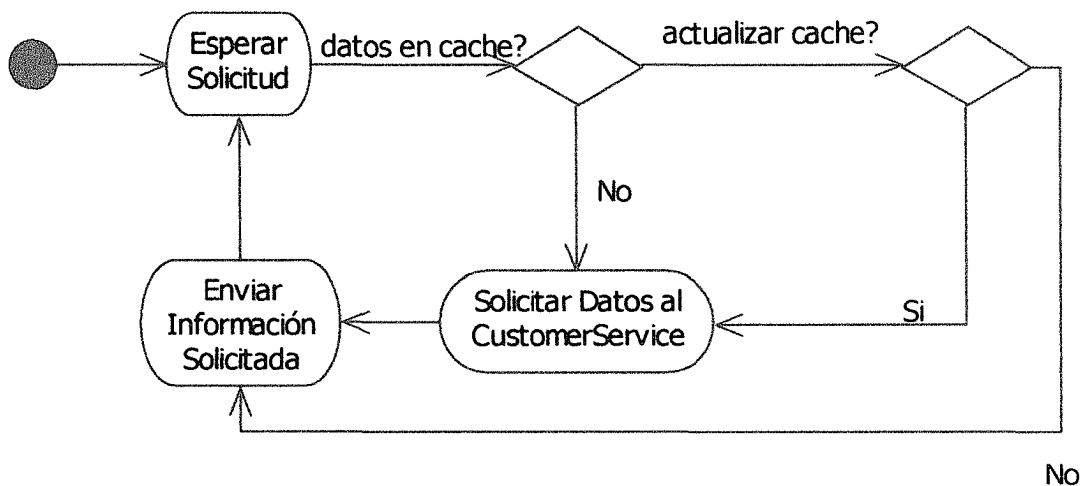 Esperar
Solicitud
datos en cache?
actualizar cache?
No
Enviar
Información
Solicitada
Solicitar Datos al
CustomerService
Si
No